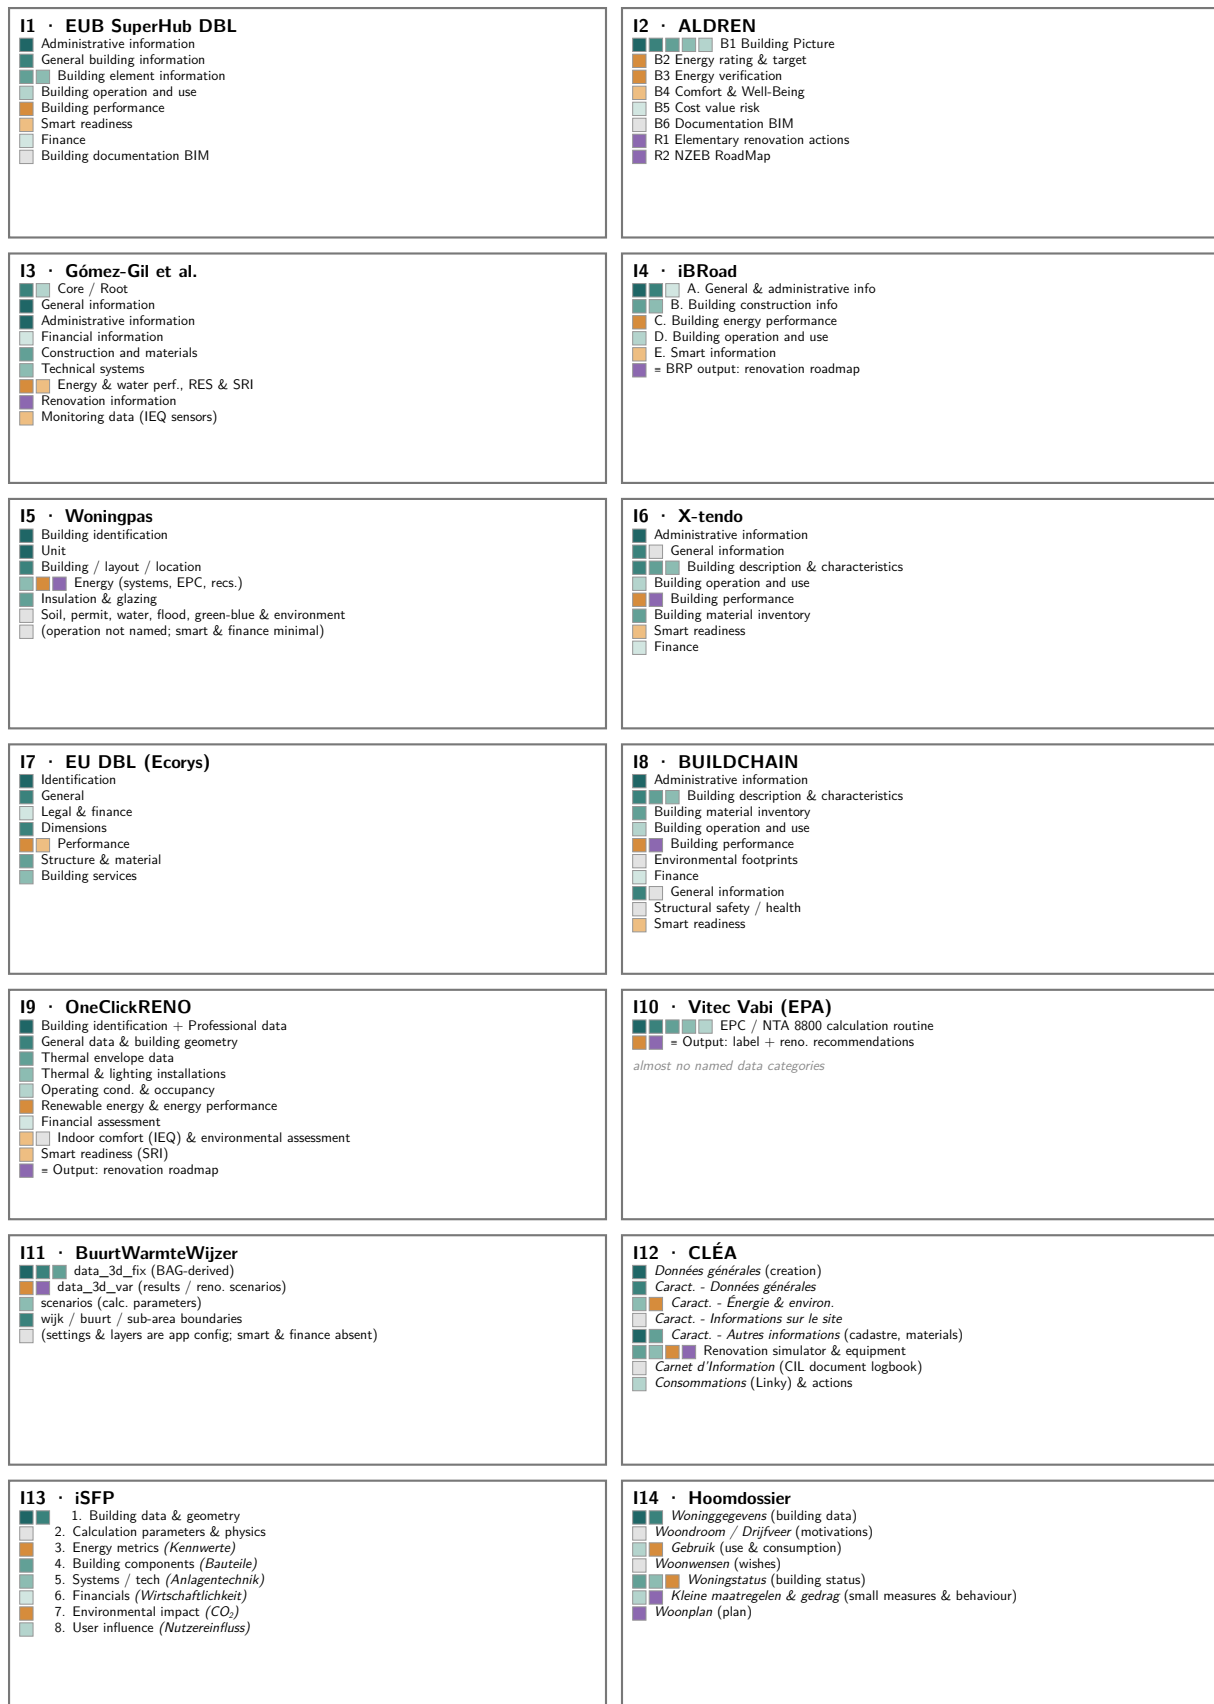 I1 · EUB SuperHub DBL
Administrative information
General building information
Building element information
Building operation and use
Building performance
Smart readiness
Finance
Building documentation BIM
I2 · ALDREN
B1 Building Picture
B2 Energy rating & target
B3 Energy verification
B4 Comfort & Well-Being
B5 Cost value risk
B6 Documentation BIM
R1 Elementary renovation actions
R2 NZEB RoadMap
I3 · Gómez-Gil et al.
Core / Root
General information
Administrative information
Financial information
Construction and materials
Technical systems
Energy & water perf., RES & SRI
Renovation information
Monitoring data (IEQ sensors)
I4 · iBRoad
A. General & administrative info
B. Building construction info
C. Building energy performance
D. Building operation and use
E. Smart information
= BRP output: renovation roadmap
I5 · Woningpas
Building identification
Unit
Building / layout / location
Energy (systems, EPC, recs.)
Insulation & glazing
Soil, permit, water, flood, green-blue & environment
(operation not named; smart & finance minimal)
I6 · X-tendo
Administrative information
General information
Building description & characteristics
Building operation and use
Building performance
Building material inventory
Smart readiness
Finance
I7 · EU DBL (Ecorys)
Identification
General
Legal & finance
Dimensions
Performance
Structure & material
Building services
I8 · BUILDCHAIN
Administrative information
Building description & characteristics
Building material inventory
Building operation and use
Building performance
Environmental footprints
Finance
General information
Structural safety / health
Smart readiness
I9 · OneClickRENO
Building identification + Professional data
General data & building geometry
Thermal envelope data
Thermal & lighting installations
Operating cond. & occupancy
Renewable energy & energy performance
Financial assessment
Indoor comfort (IEQ) & environmental assessment
Smart readiness (SRI)
= Output: renovation roadmap
I10 · Vitec Vabi (EPA)
EPC / NTA 8800 calculation routine
= Output: label + reno. recommendations
almost no named data categories
I11 · BuurtWarmteWijzer
data_3d_fix (BAG-derived)
data_3d_var (results / reno. scenarios)
scenarios (calc. parameters)
wijk / buurt / sub-area boundaries
(settings & layers are app config; smart & finance absent)
I12 · CLÉA
Données générales (creation)
Caract. - Données générales
Caract. - Énergie & environ.
Caract. - Informations sur le site
Caract. - Autres informations (cadastre, materials)
Renovation simulator & equipment
Carnet d'Information (CIL document logbook)
Consommations (Linky) & actions
I13 · iSFP
1. Building data & geometry
2. Calculation parameters & physics
3. Energy metrics (Kennwerte)
4. Building components (Bauteile)
5. Systems / tech (Anlagentechnik)
6. Financials (Wirtschaftlichkeit)
7. Environmental impact (CO₂)
8. User influence (Nutzereinfluss)
I14 · Hoomdossier
Woninggegevens (building data)
Woondroom / Drijfveer (motivations)
Gebruik (use & consumption)
Woonwensen (wishes)
Woningstatus (building status)
Kleine maatregelen & gedrag (small measures & behaviour)
Woonplan (plan)